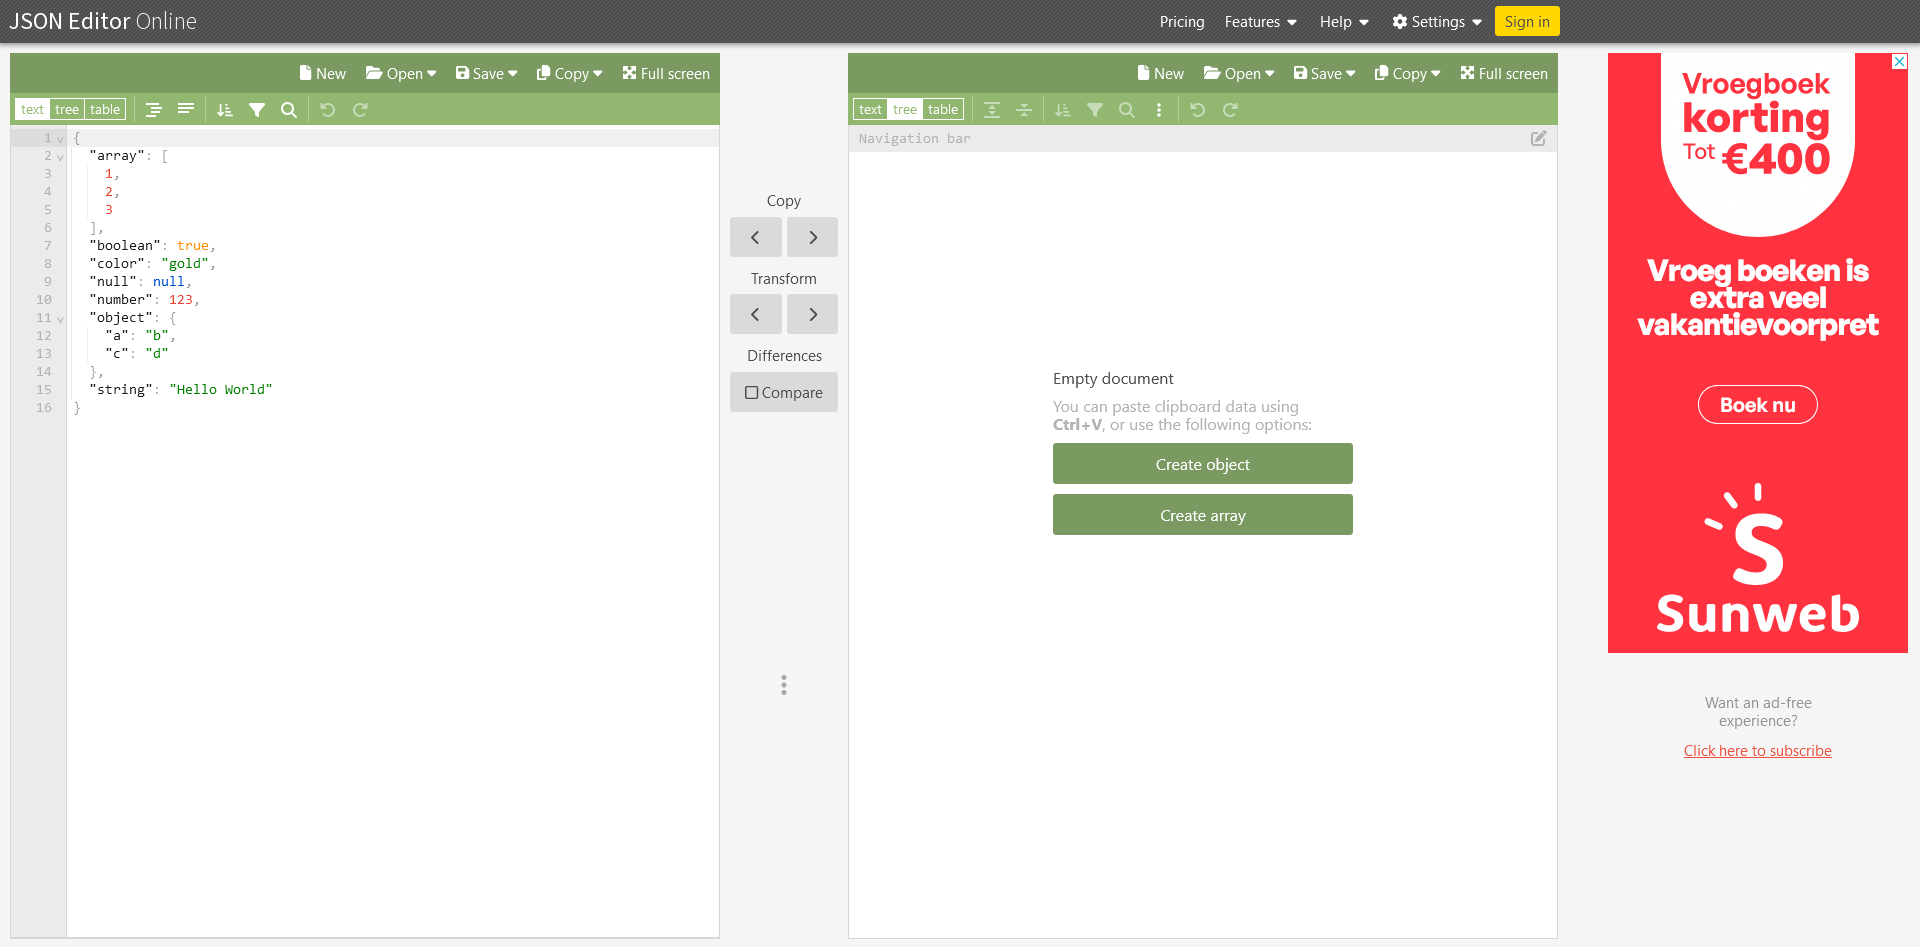 JSON Editor Online
Pricing Features Help Settings Sign in
New Open Save Copy Full screen
text tree table
1 {
2 "array": [
3 1,
4 2,
5 3
6 ],
7 "boolean": true,
8 "color": "gold",
9 "null": null,
10 "number": 123,
11 "object": {
12 "a": "b",
13 "c": "d"
14 },
15 "string": "Hello World"
16 }
Copy
Transform
Differences
Compare
New Open Save Copy Full screen
text tree table
Navigation bar
Empty document
You can paste clipboard data using
Ctrl+V, or use the following options:
Create object
Create array
Vroegboek
korting
Tot €400
Vroeg boeken is
extra veel
vakantievoorpret
Boek nu
Sunweb
Want an ad-free
experience?
Click here to subscribe